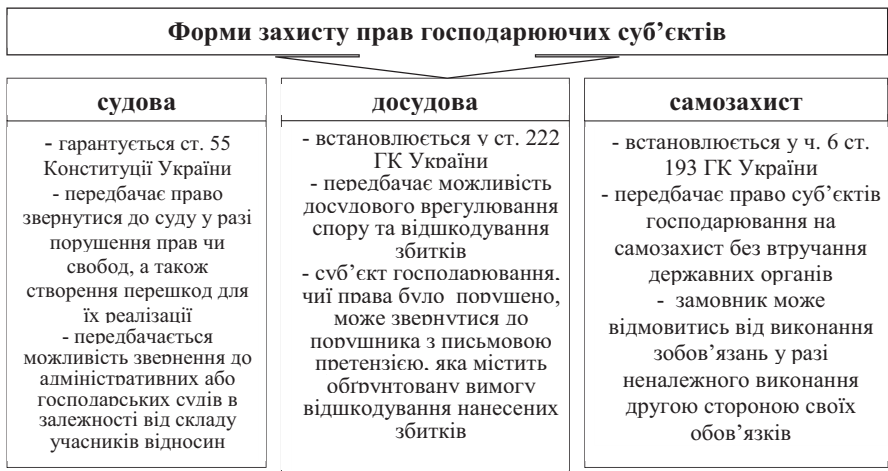 Форми захисту прав господарюючих суб’єктів
судова
- гарантується ст. 55
Конституції України
- передбачає право
звернутися до суду у разі
порушення прав чи
свобод, а також
створення перешкод для
їх реалізації
- передбачається
можливість звернення до
адміністративних або
господарських судів в
залежності від складу
учасників відносин
досудова
- встановлюється у ст. 222
ГК України
- передбачає можливість
досудового врегулювання
спору та відшкодування
збитків
- суб’єкт господарювання,
чиї права було порушено,
може звернутися до
порушника з письмовою
претензією, яка містить
обґрунтовану вимогу
відшкодування нанесених
збитків
самозахист
- встановлюється у ч. 6 ст.
193 ГК України
- передбачає право суб’єктів
господарювання на
самозахист без втручання
державних органів
- замовник може
відмовитись від виконання
зобов’язань у разі
неналежного виконання
другою стороною своїх
обов’язків